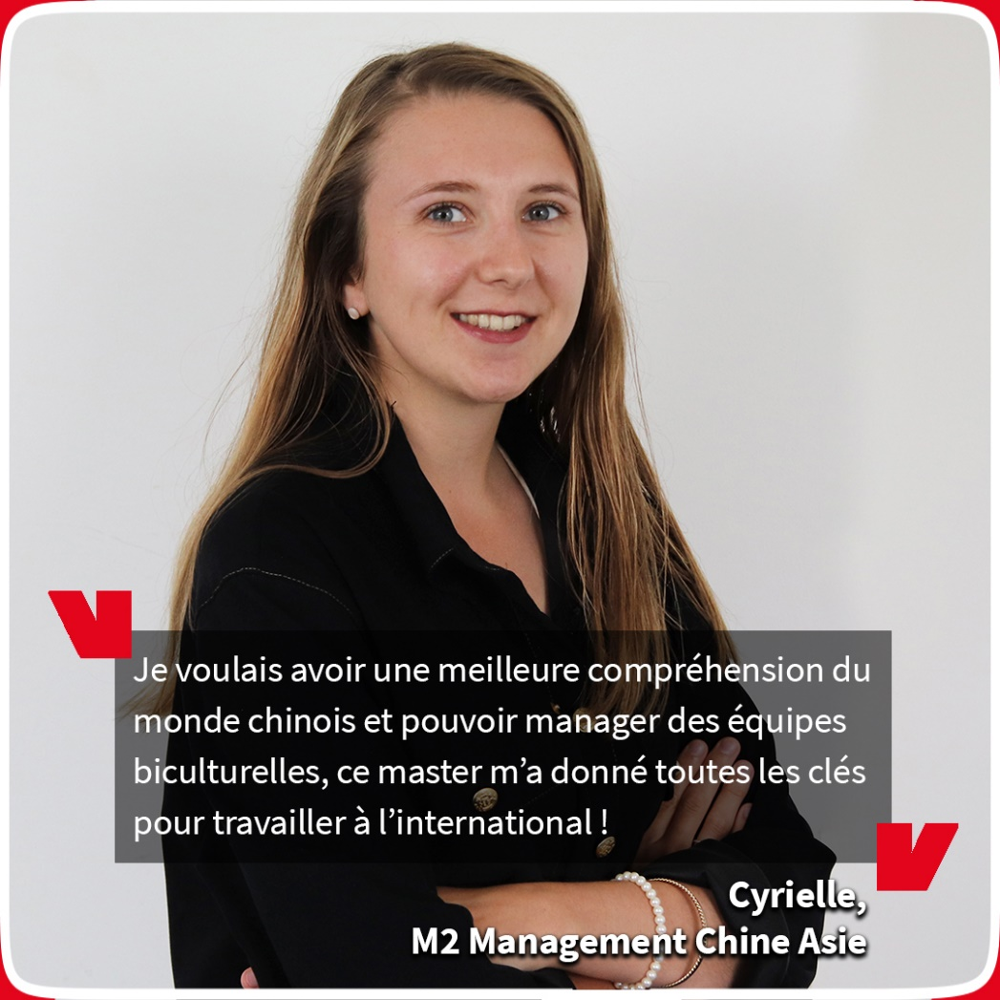 Je voulais avoir une meilleure compréhension du
monde chinois et pouvoir manager des équipes
biculturelles, ce master m’a donné toutes les clés
pour travailler à l’international !
Cyrielle,
M2 Management Chine Asie